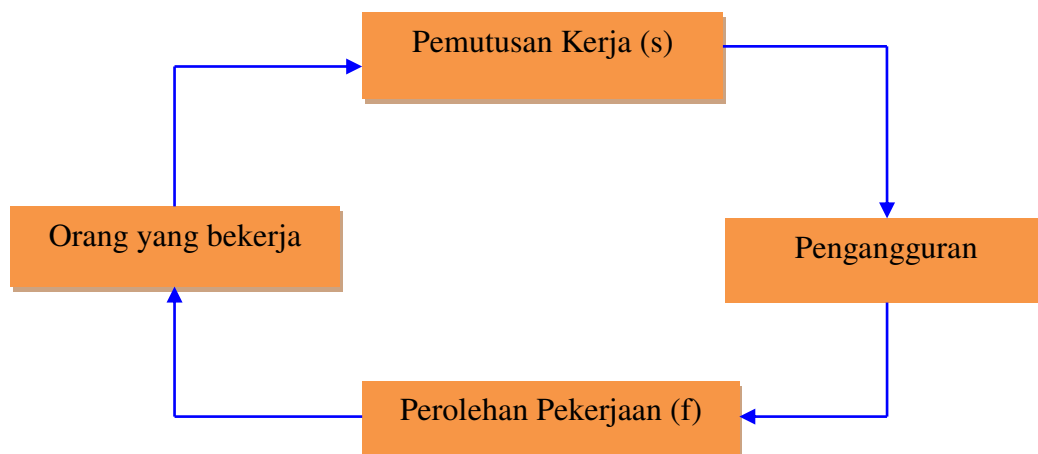 Pemutusan Kerja (s)
Orang yang bekerja
Pengangguran
Perolehan Pekerjaan (f)